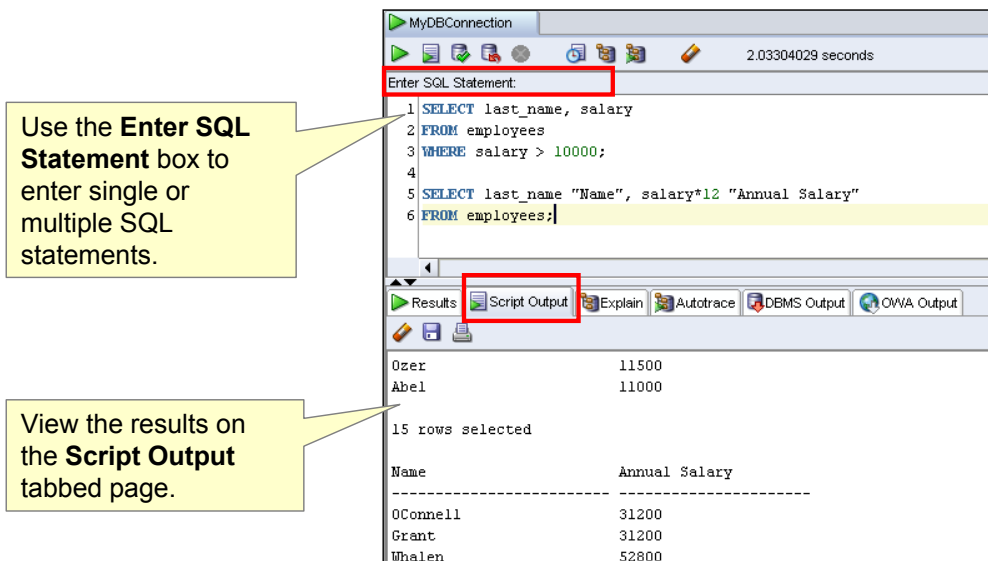 MyDBConnection
2.03304029 seconds
Enter SQL Statement:
1 SELECT last_name, salary
2 FROM employees
3 WHERE salary > 10000;
4
5 SELECT last_name "Name", salary*12 "Annual Salary"
6 FROM employees;
Use the Enter SQL
Statement box to
enter single or
multiple SQL
statements.
Results Script Output Explain Autotrace DBMS Output OWA Output
Ozer 11500
Abel 11000
15 rows selected
Name Annual Salary
------------------------- ----------------------
OConnell 31200
Grant 31200
Whalen 52800
View the results on
the Script Output
tabbed page.